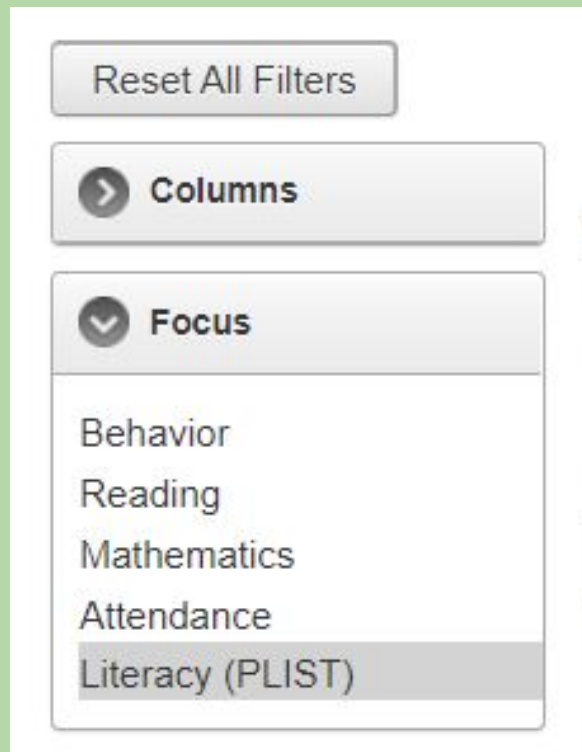 Reset All Filters
Columns
Focus
Behavior
Reading
Mathematics
Attendance
Literacy (PLIST)